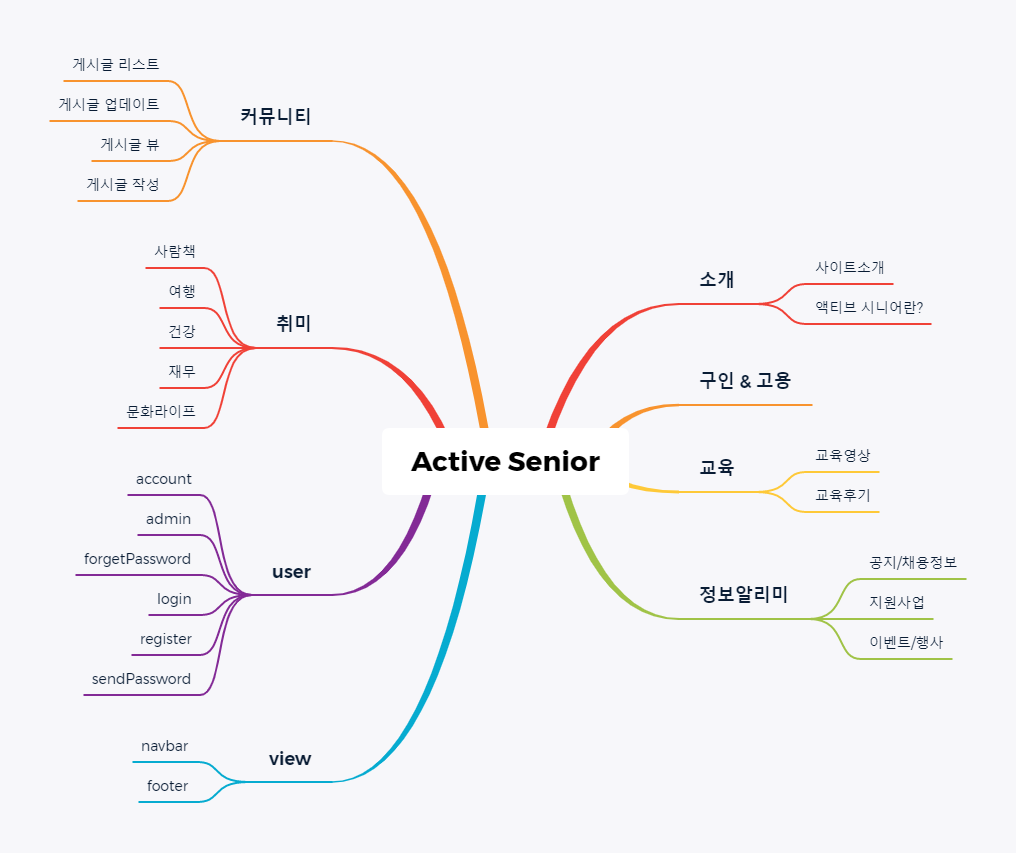 Active Senior
소개
사이트소개
액티브 시니어란?
구인 & 고용
교육
교육영상
교육후기
정보알리미
공지/채용정보
지원사업
이벤트/행사
커뮤니티
게시글 리스트
게시글 업데이트
게시글 뷰
게시글 작성
취미
사람책
여행
건강
재무
문화라이프
user
account
admin
forgetPassword
login
register
sendPassword
view
navbar
footer